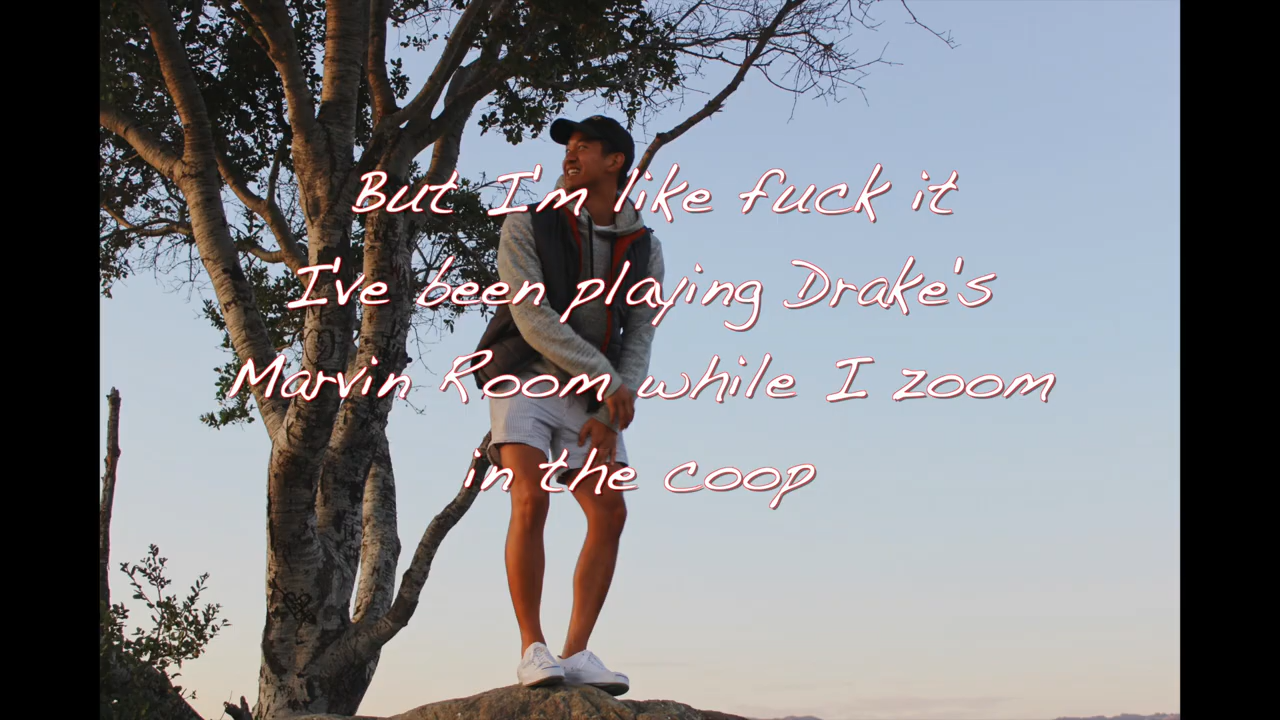 But I'm like fuck it
I've been playing Drake's
Marvin Room while I zoom
in the coop